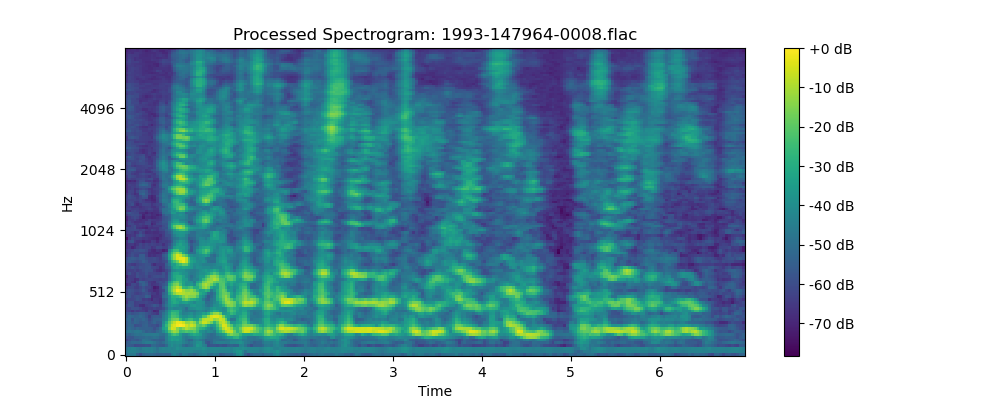 Processed Spectrogram: 1993-147964-0008.flac
4096
2048
1024
512
0
Hz
0 1 2 3 4 5 6
Time
+0 dB
-10 dB
-20 dB
-30 dB
-40 dB
-50 dB
-60 dB
-70 dB